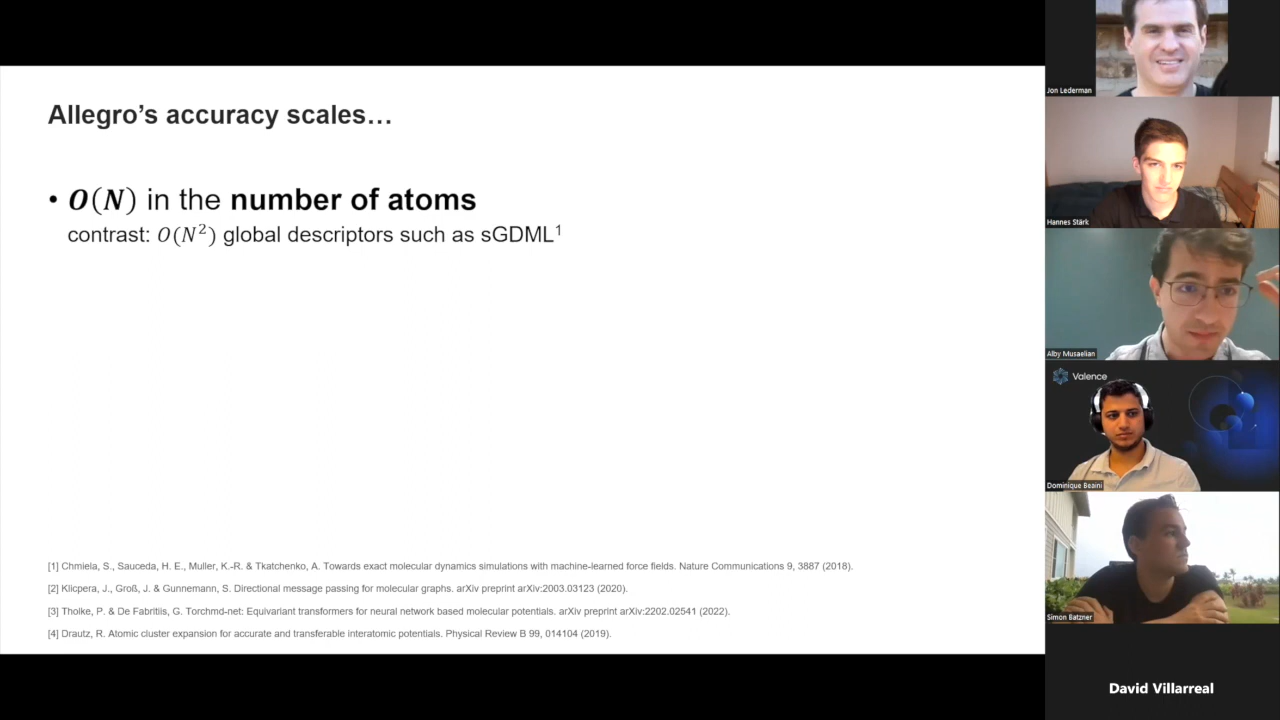 Allegro’s accuracy scales…
• O(N) in the number of atoms
contrast: O(N²) global descriptors such as sGDML¹
[1] Chmiela, S., Sauceda, H. E., Muller, K.-R. & Tkatchenko, A. Towards exact molecular dynamics simulations with machine-learned force fields. Nature Communications 9, 3887 (2018).
[2] Klicpera, J., Groß, J. & Gunnemann, S. Directional message passing for molecular graphs. arXiv preprint arXiv:2003.03123 (2020).
[3] Tholke, P. & De Fabritiis, G. Torchmd-net: Equivariant transformers for neural network based molecular potentials. arXiv preprint arXiv:2202.02541 (2022).
[4] Drautz, R. Atomic cluster expansion for accurate and transferable interatomic potentials. Physical Review B 99, 014104 (2019).
Jon Lederman
Hannes Stärk
Alby Musaelian
Valence
Dominique Beaini
Simon Batzner
David Villarreal